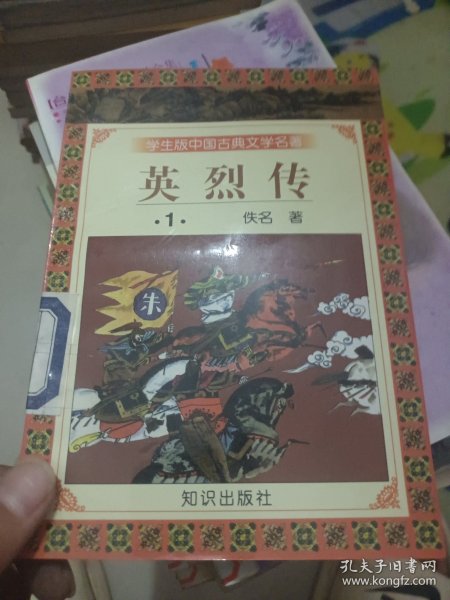 学生版中国古典文学名著
英烈传
·1· 佚名 著
朱
知识出版社
孔夫子旧书网
www.kongfz.com